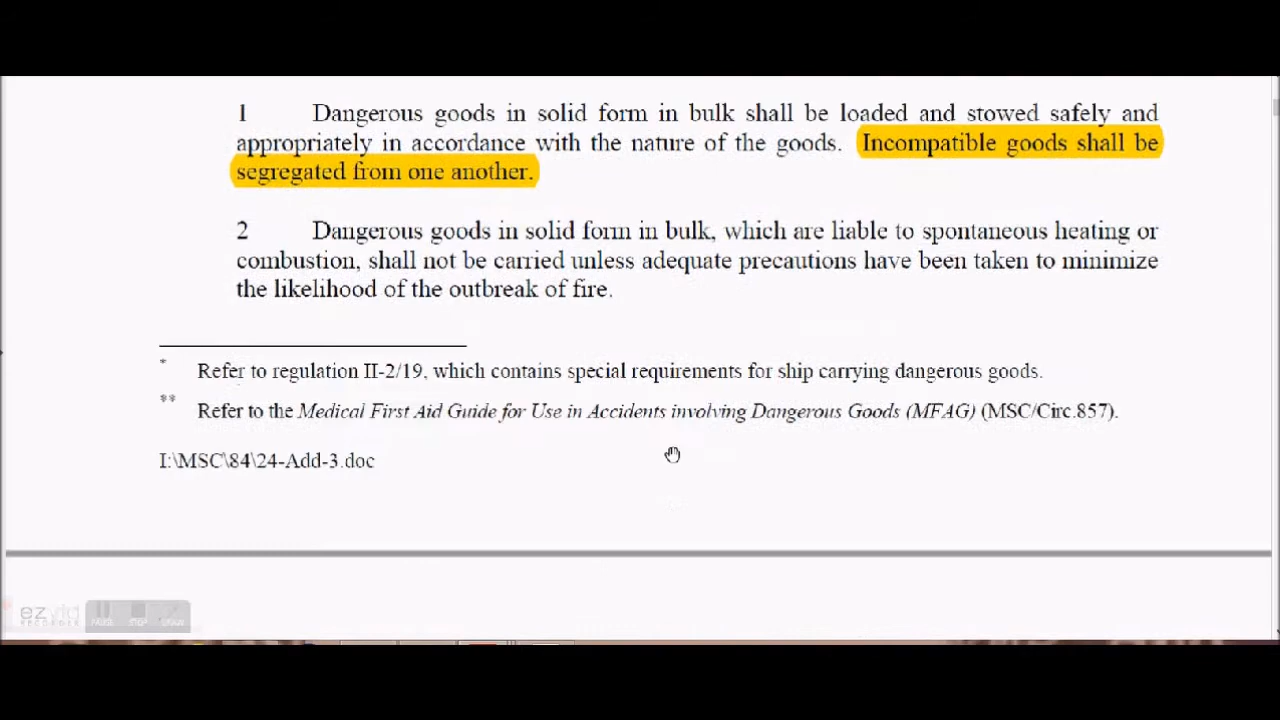 1 Dangerous goods in solid form in bulk shall be loaded and stowed safely and
appropriately in accordance with the nature of the goods. Incompatible goods shall be
segregated from one another.
2 Dangerous goods in solid form in bulk, which are liable to spontaneous heating or
combustion, shall not be carried unless adequate precautions have been taken to minimize
the likelihood of the outbreak of fire.
* Refer to regulation II-2/19, which contains special requirements for ship carrying dangerous goods.
** Refer to the Medical First Aid Guide for Use in Accidents involving Dangerous Goods (MFAG) (MSC/Circ.857).
I:\MSC\84\24-Add-3.doc
ezvid
RECORDER
PAUSE STOP DRAW